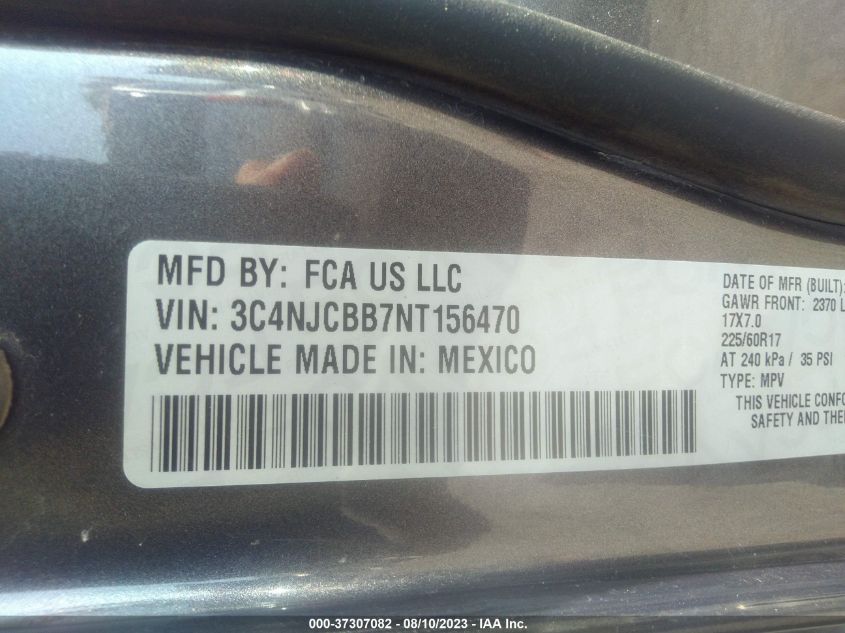 MFD BY: FCA US LLC
VIN: 3C4NJCBB7NT156470
VEHICLE MADE IN: MEXICO
DATE OF MFR (BUILT):
GAWR FRONT: 2370 L
17X7.0
225/60R17
AT 240 kPa / 35 PSI
TYPE: MPV
THIS VEHICLE CONFO
SAFETY AND THE
000-37307082 - 08/10/2023 - IAA Inc.